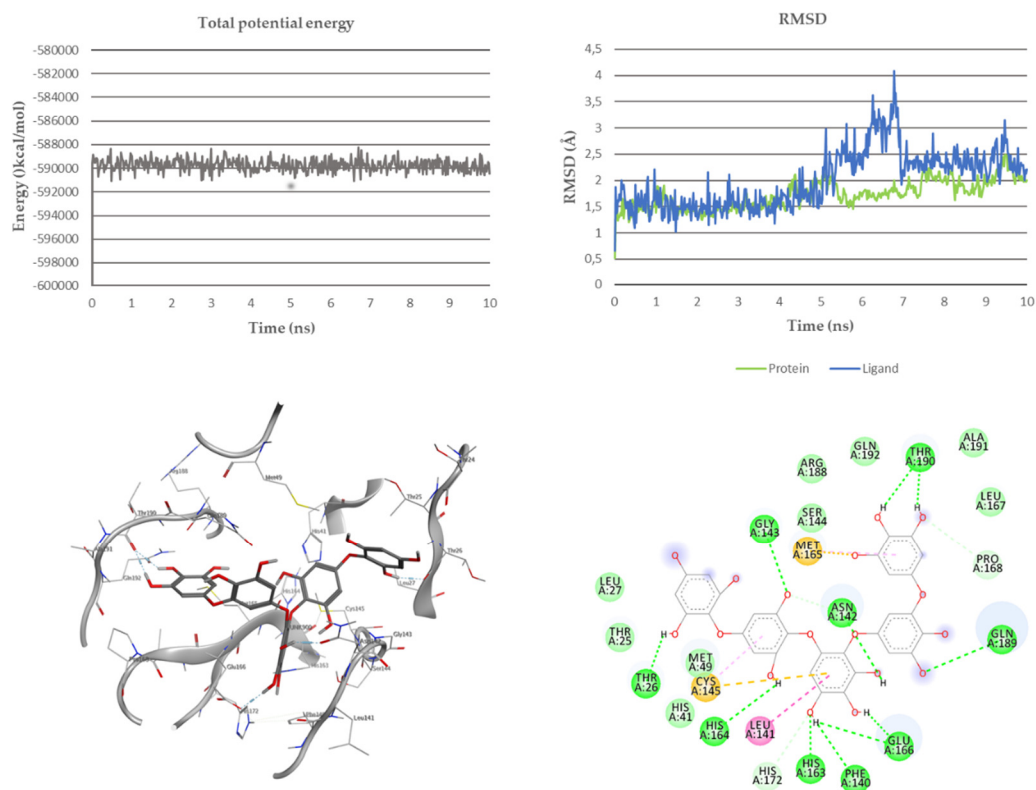 Total potential energy
-580000
-582000
-584000
-586000
-588000
-590000
-592000
-594000
-596000
-598000
-600000
Energy (0kcal/mol)
0 1 2 3 4 5 6 7 8 9 10
Time (ns)
RMSD
4,5
4
3,5
3
2,5
2
1,5
1
0,5
0
RMSD (Å)
0 1 2 3 4 5 6 7 8 9 10
Time (ns)
Protein Ligand
Arg188
Met49
Thr25
Thr190
His41
Thr26
Gln192
Leu27
His164
Cys145
Gly143
Glu166
His163
Ser144
Leu141
GLN
A:192
THR
A:190
ALA
A:191
ARG
A:188
LEU
A:167
SER
A:144
GLY
A:143
MET
A:165
PRO
A:168
LEU
A:27
ASN
A:142
GLN
A:189
THR
A:25
MET
A:49
THR
A:26
CYS
A:145
HIS
A:41
HIS
A:164
LEU
A:141
GLU
A:166
HIS
A:172
HIS
A:163
PHE
A:140
H H
O O
O
O
O O
O O
O O
O H
O O
O
O H
O H
H
O O
H H